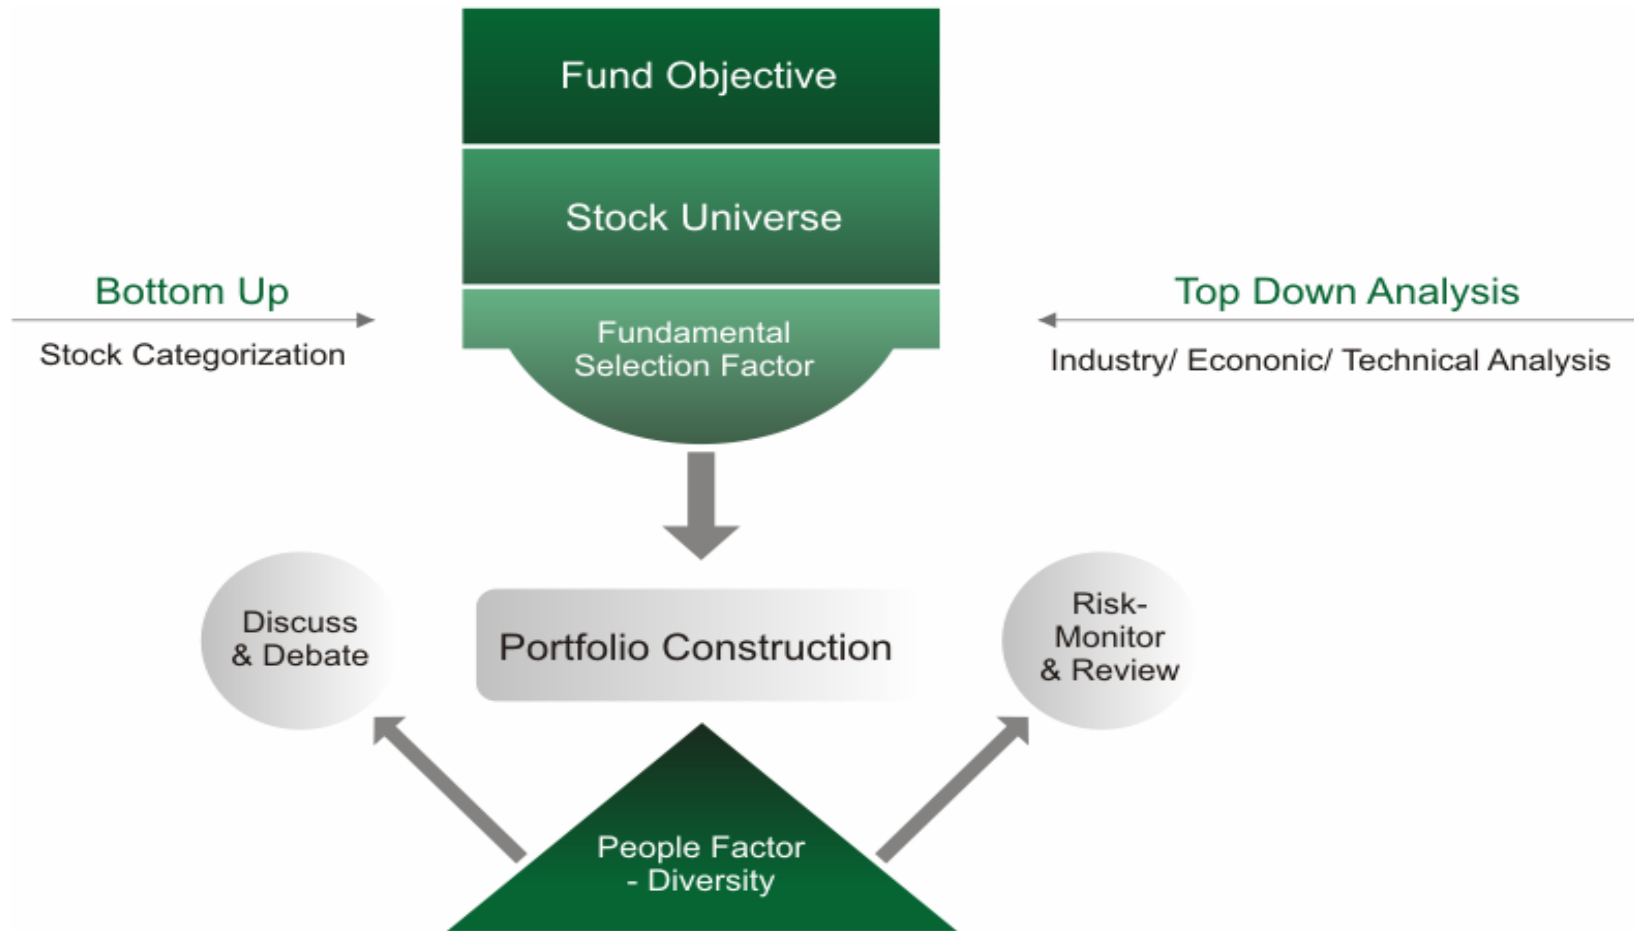 Fund Objective
Stock Universe
Bottom Up
Stock Categorization
Fundamental
Selection Factor
Top Down Analysis
Industry/ Econonic/ Technical Analysis
Discuss
& Debate
Portfolio Construction
Risk-
Monitor
& Review
People Factor
- Diversity